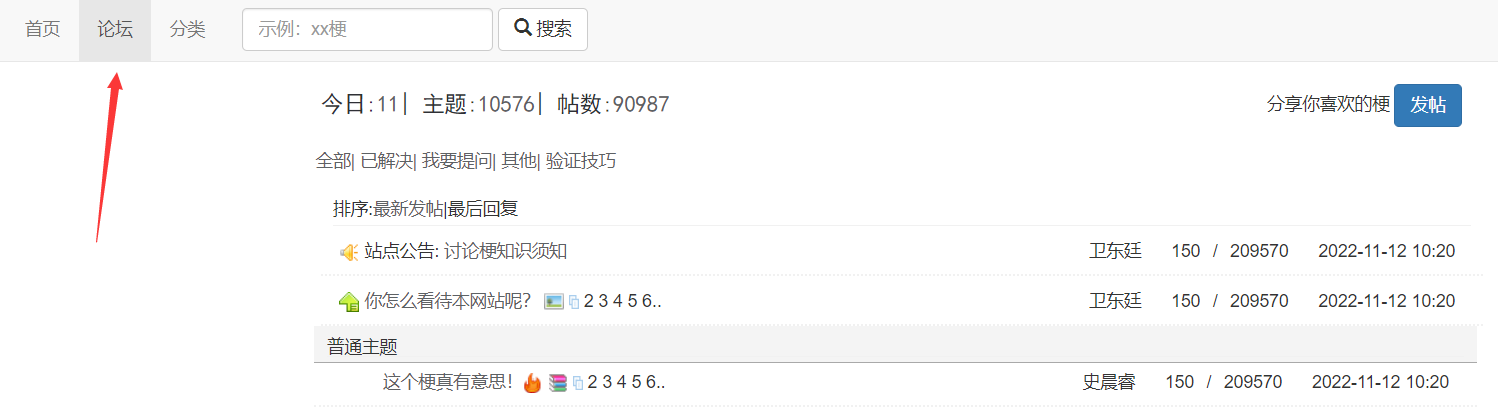 首页 论坛 分类 示例：xx梗 搜索
今日:11| 主题:10576| 帖数:90987 分享你喜欢的梗 发帖
全部| 已解决| 我要提问| 其他| 验证技巧
排序:最新发帖|最后回复
站点公告: 讨论梗知识须知 卫东廷 150 / 209570 2022-11-12 10:20
你怎么看待本网站呢？ 2 3 4 5 6.. 卫东廷 150 / 209570 2022-11-12 10:20
普通主题
这个梗真有意思！ 2 3 4 5 6.. 史晨睿 150 / 209570 2022-11-12 10:20